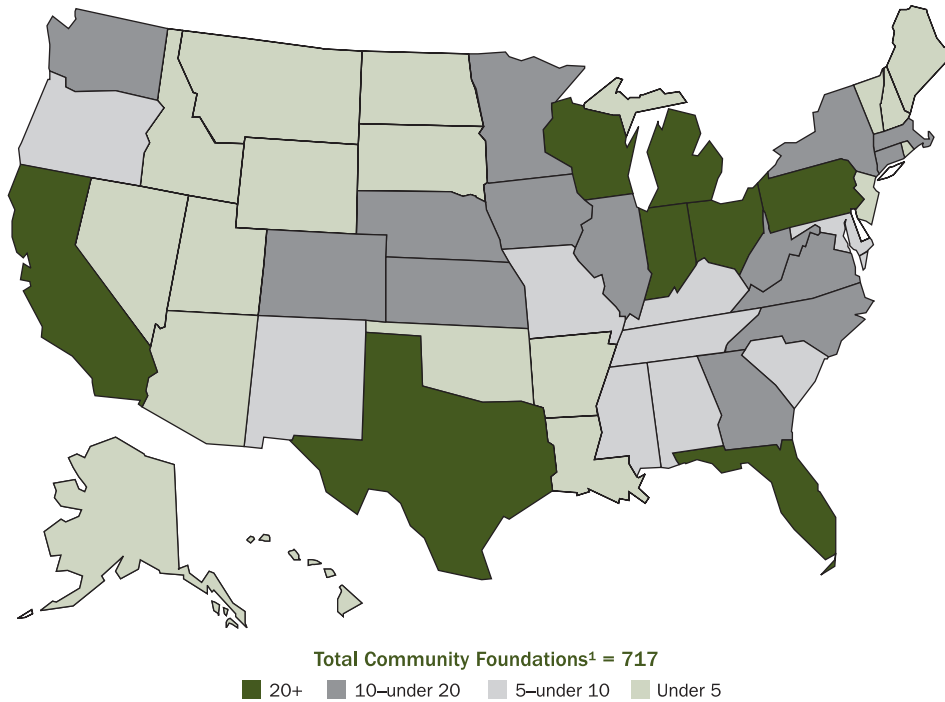 Total Community Foundations¹ = 717
20+ 10–under 20 5–under 10 Under 5